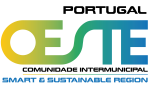 PORTUGAL
OESTE
COMUNIDADE INTERMUNICIPAL
SMART & SUSTAINABLE REGION